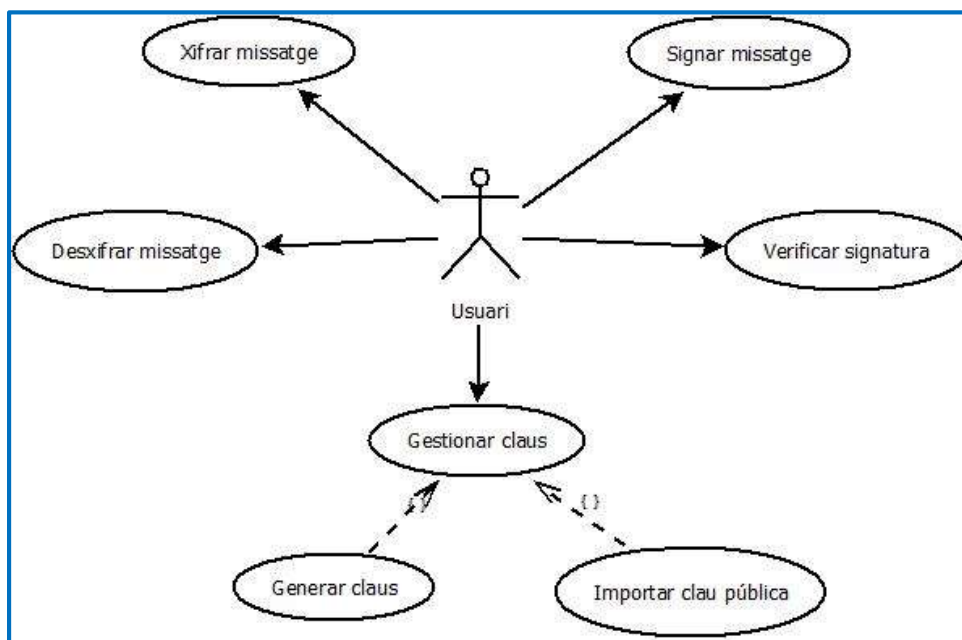 Xifrar missatge
Signar missatge
Desxifrar missatge
Verificar signatura
Usuari
Gestionar claus
{ }
{ }
Generar claus
Importar clau pública